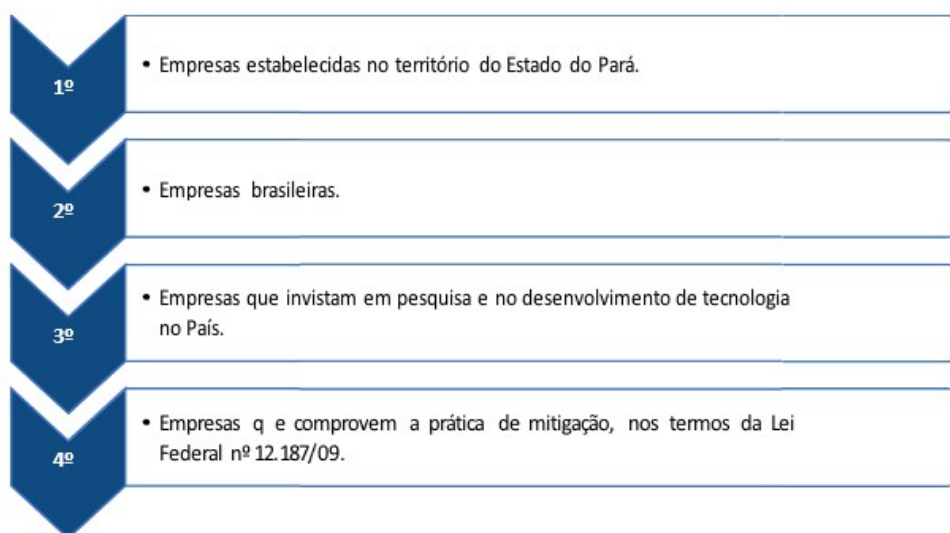 1º
• Empresas estabelecidas no território do Estado do Pará.
2º
• Empresas brasileiras.
3º
• Empresas que invistam em pesquisa e no desenvolvimento de tecnologia
no País.
4º
• Empresas q e comprovem a prática de mitigação, nos termos da Lei
Federal nº 12.187/09.